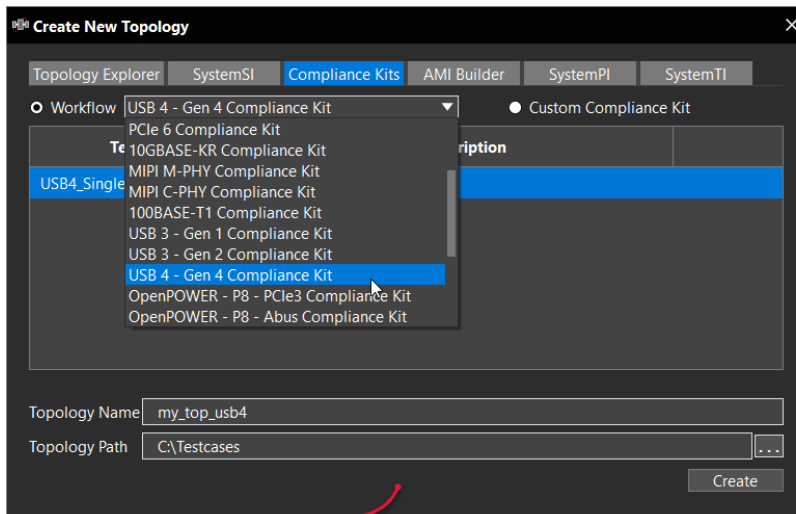 Create New Topology
Topology Explorer SystemSI Compliance Kits AMI Builder SystemPI SystemTI
Workflow USB 4 - Gen 4 Compliance Kit Custom Compliance Kit
PCIe 6 Compliance Kit
10GBASE-KR Compliance Kit
MIPI M-PHY Compliance Kit
MIPI C-PHY Compliance Kit
100BASE-T1 Compliance Kit
USB 3 - Gen 1 Compliance Kit
USB 3 - Gen 2 Compliance Kit
USB 4 - Gen 4 Compliance Kit
OpenPOWER - P8 - PCIe3 Compliance Kit
OpenPOWER - P8 - Abus Compliance Kit
USB4_Single
Topology Name my_top_usb4
Topology Path C:\Testcases ...
Create